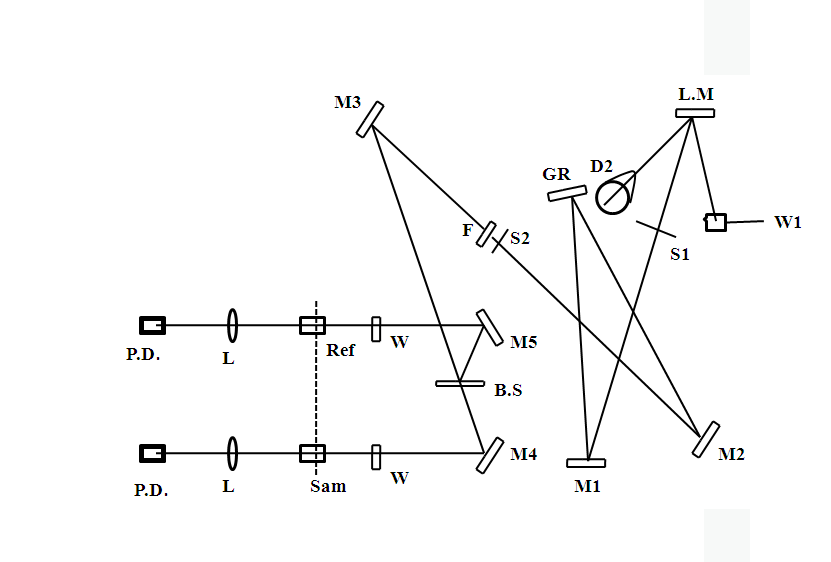 L.M
M3
D2
GR
W1
F
S2
S1
M5
W
Ref
P.D.
L
B.S
M4
M2
W
Sam
L
P.D.
M1